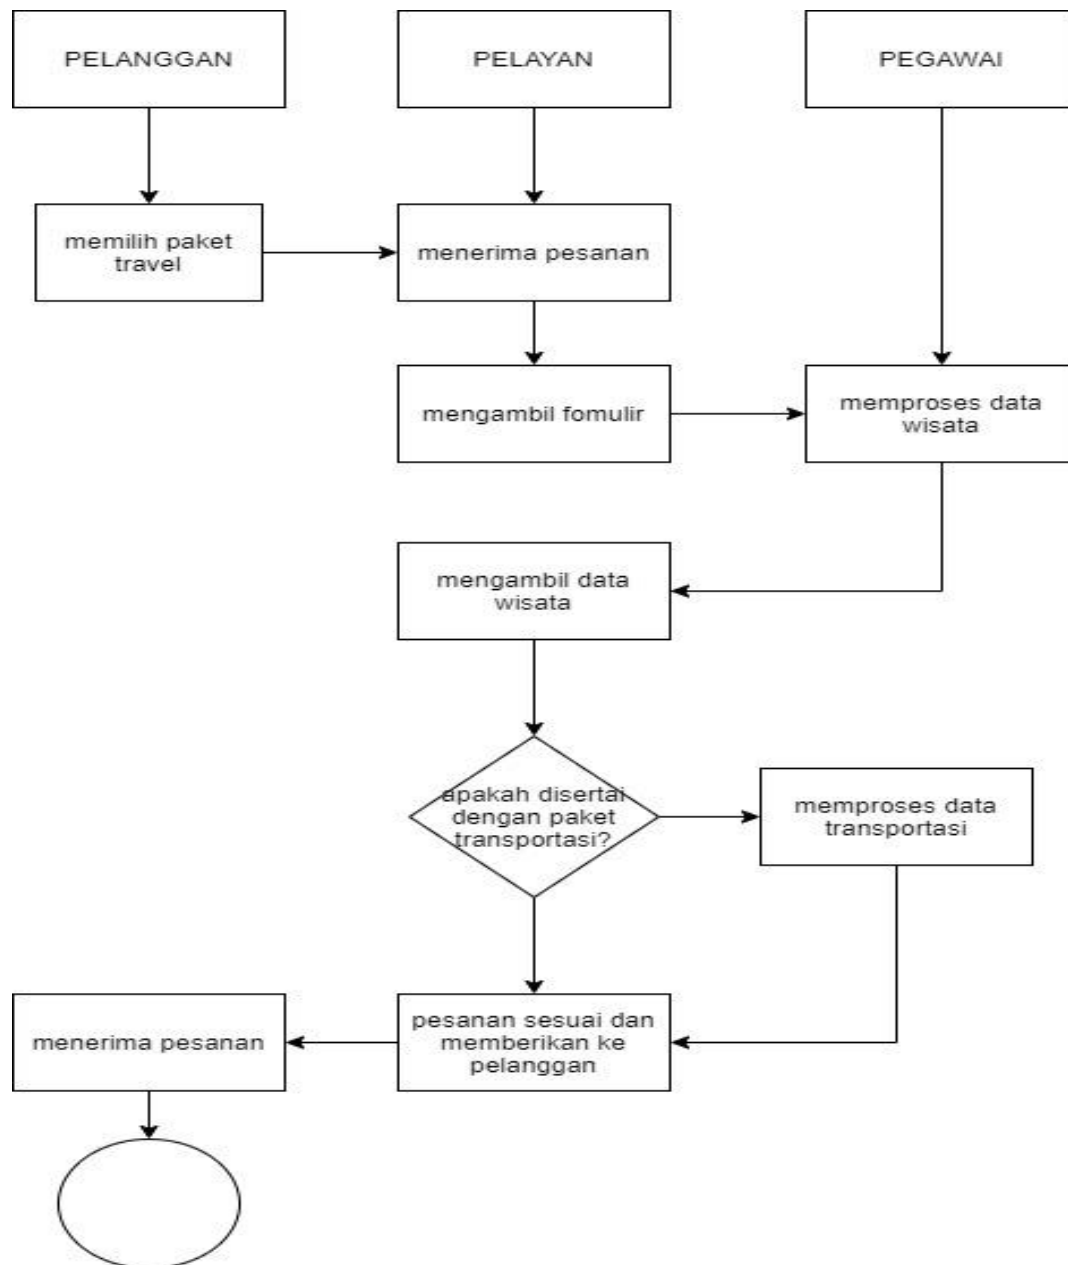 PELANGGAN
PELAYAN
PEGAWAI
memilih paket
travel
menerima pesanan
mengambil fomulir
memproses data
wisata
mengambil data
wisata
apakah disertai
dengan paket
transportasi?
memproses data
transportasi
menerima pesanan
pesanan sesuai dan
memberikan ke
pelanggan